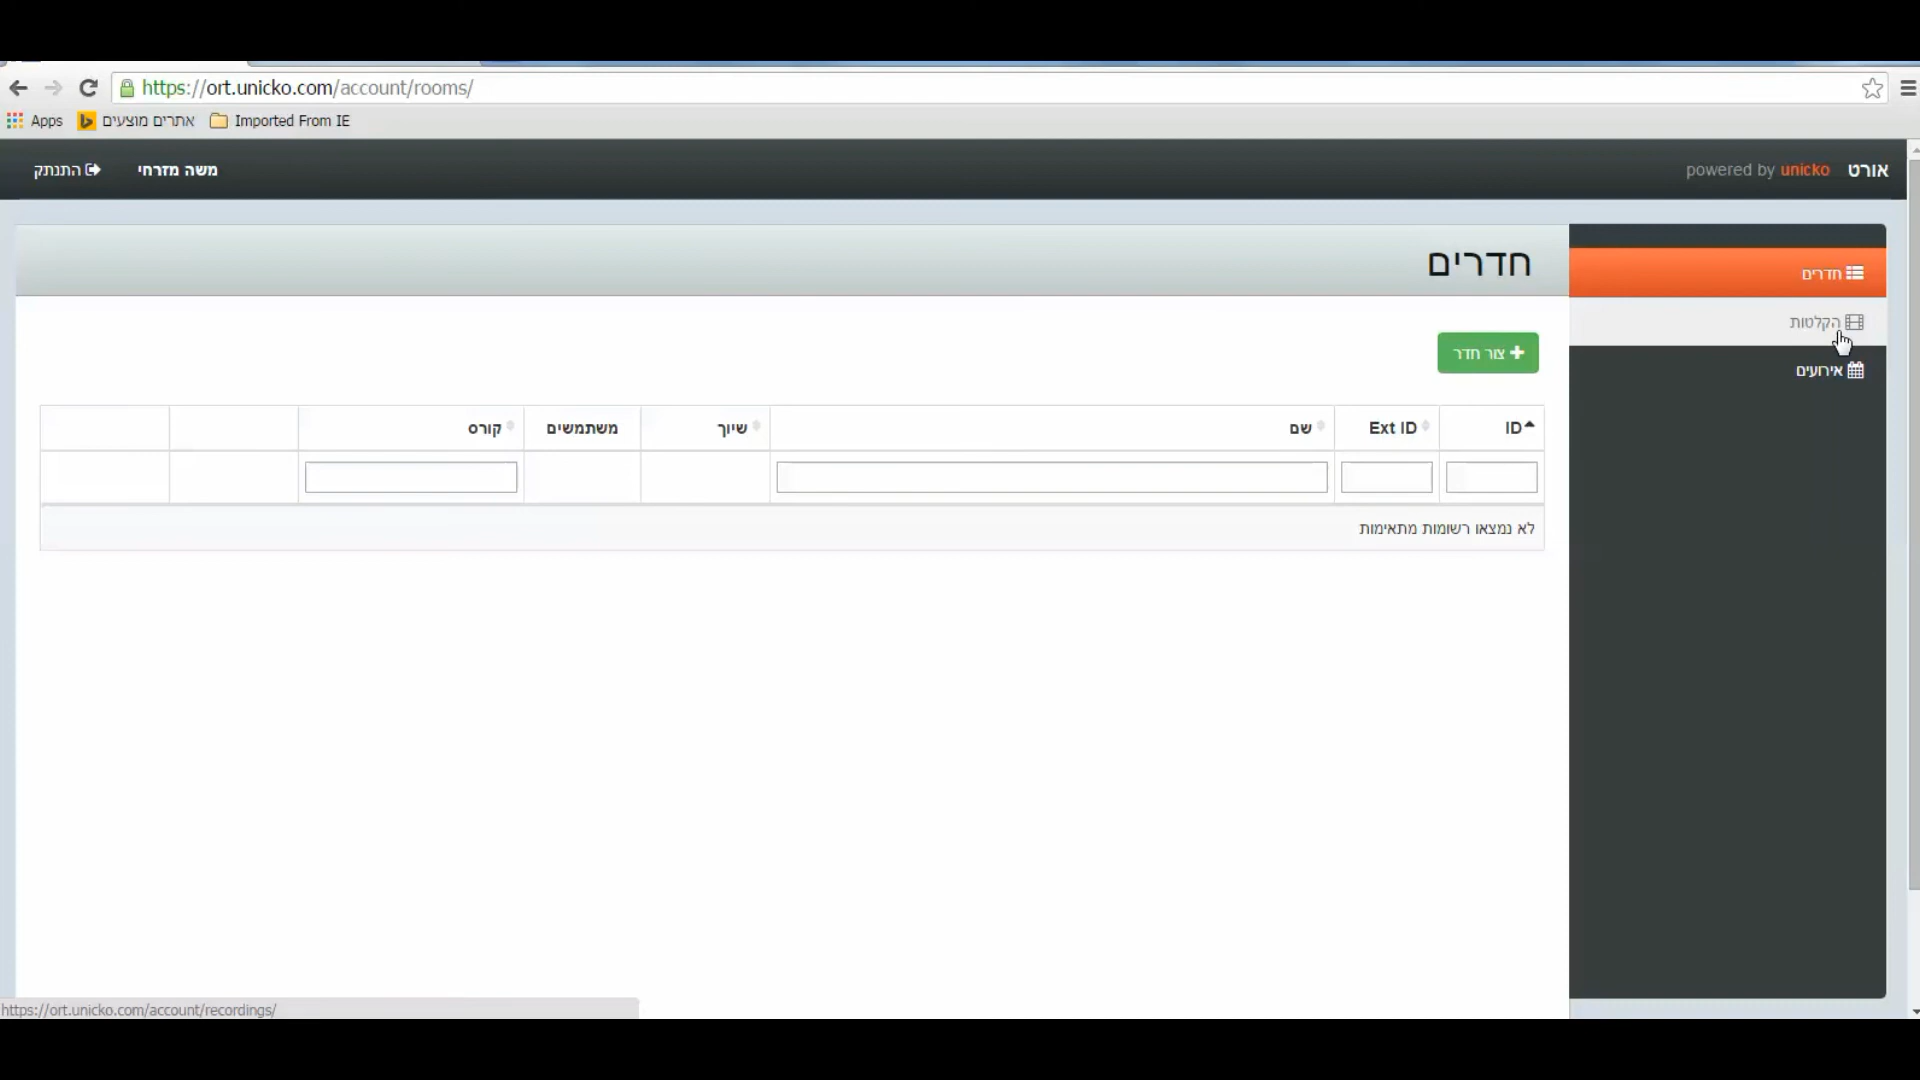 https://ort.unicko.com/account/rooms/
Apps אתרים מוצעים Imported From IE
אורט powered by unicko משה מזרחי התנתק
חדרים
חדרים
הקלטות
אירועים
צור חדר
ID Ext ID שם שיוך משתמשים קורס
לא נמצאו רשומות מתאימות
https://ort.unicko.com/account/recordings/